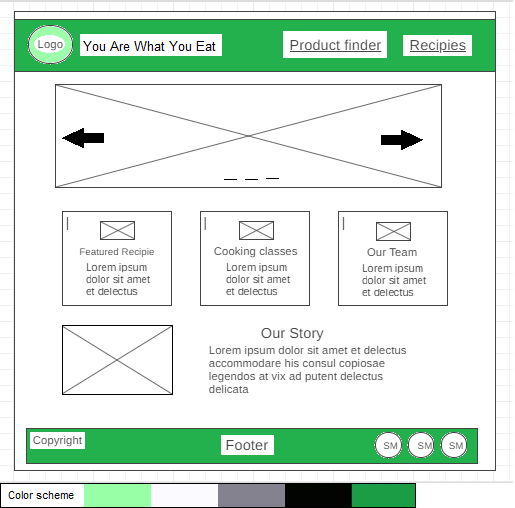 Logo
You Are What You Eat
Product finder
Recipies
Featured Recipie
Lorem ipsum
dolor sit amet
et delectus
Cooking classes
Lorem ipsum
dolor sit amet
et delectus
Our Team
Lorem ipsum
dolor sit amet
et delectus
Our Story
Lorem ipsum dolor sit amet et delectus
accommodare his consul copiosae
legendos at vix ad putent delectus
delicata
Copyright
Footer
SM
SM
SM
Color scheme